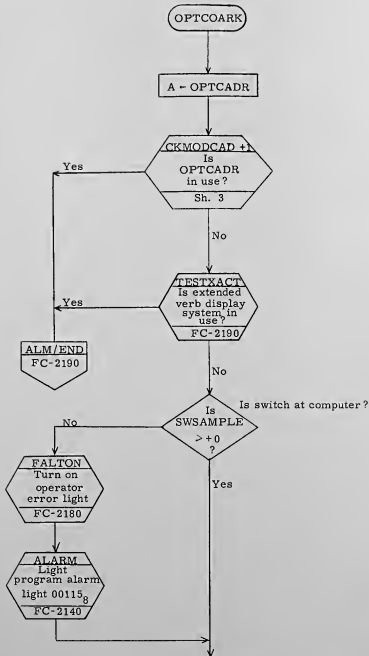 OPTCOARK
A ← OPTCADR
CKMODCAD +1
Is
OPTCADR
in use?
Sh. 3
Yes
No
TESTXACT
Is extended
verb display
system in
use?
FC-2190
Yes
ALM/END
FC-2190
No
Is
SWSAMPLE
> +0
?
Is switch at computer?
No
Yes
FALTON
Turn on
operator
error light
FC-2180
ALARM
Light
program alarm
light 00115₈
FC-2140